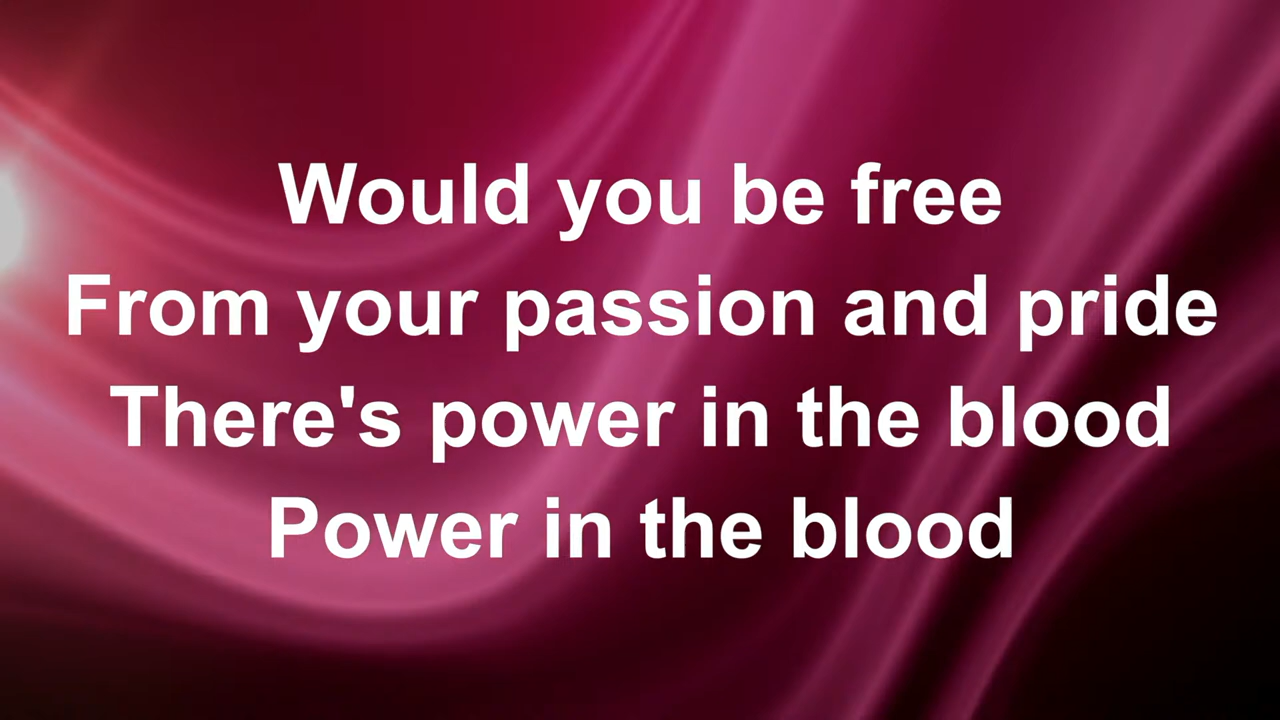 Would you be free
From your passion and pride
There's power in the blood
Power in the blood